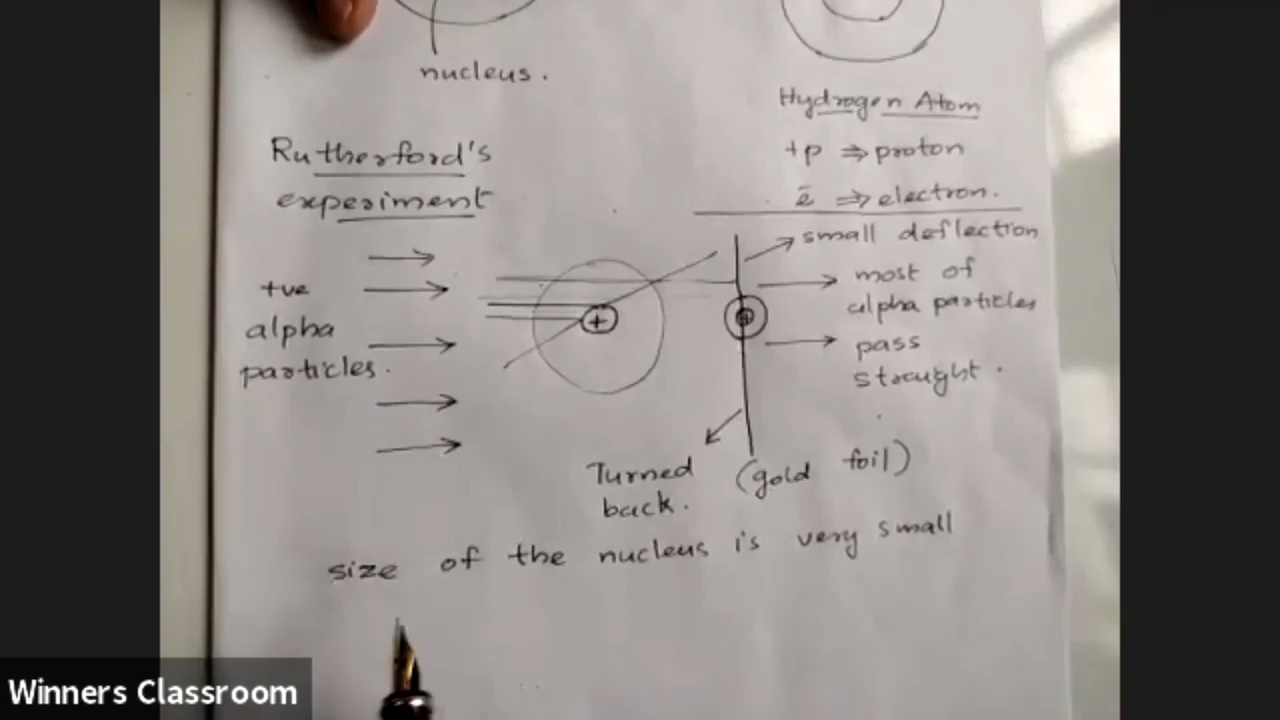 nucleus.
Hydrogen Atom
+p ⇒ proton
ē ⇒ electron.
Rutherford's
experiment
+ve
alpha
particles.
+
small deflection
most of
alpha particles
pass
straught.
Turned
back.
(gold foil)
size of the nucleus is very small
Winners Classroom